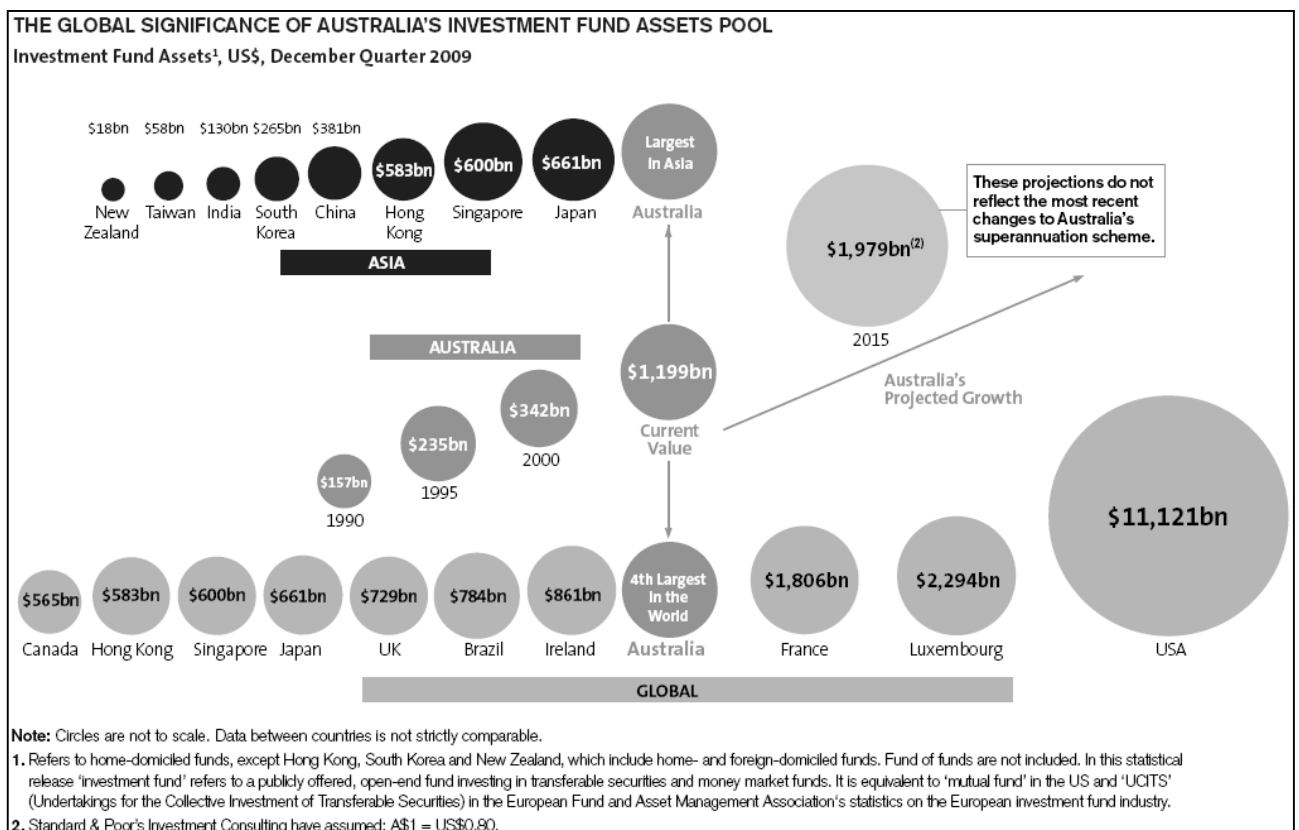 THE GLOBAL SIGNIFICANCE OF AUSTRALIA'S INVESTMENT FUND ASSETS POOL
Investment Fund Assets¹, US$, December Quarter 2009
$18bn $58bn $130bn $265bn $381bn
$583bn $600bn $661bn Largest In Asia
New Zealand Taiwan India South Korea China Hong Kong Singapore Japan Australia
ASIA
These projections do not
reflect the most recent
changes to Australia's
superannuation scheme.
$1,979bn⁽²⁾
2015
AUSTRALIA
$1,199bn
Current
Value
Australia's
Projected Growth
$342bn
2000
$235bn
1995
$157bn
1990
$11,121bn
$565bn $583bn $600bn $661bn $729bn $784bn $861bn 4th Largest In the World $1,806bn $2,294bn
Canada Hong Kong Singapore Japan UK Brazil Ireland Australia France Luxembourg USA
GLOBAL
Note: Circles are not to scale. Data between countries is not strictly comparable.
1. Refers to home-domiciled funds, except Hong Kong, South Korea and New Zealand, which include home- and foreign-domiciled funds. Fund of funds are not included. In this statistical
release 'investment fund' refers to a publicly offered, open-end fund investing in transferable securities and money market funds. It is equivalent to 'mutual fund' in the US and 'UCITS'
(Undertakings for the Collective Investment of Transferable Securities) in the European Fund and Asset Management Association's statistics on the European investment fund industry.
2. Standard & Poor's Investment Consulting have assumed: A$1 = US$0.80.